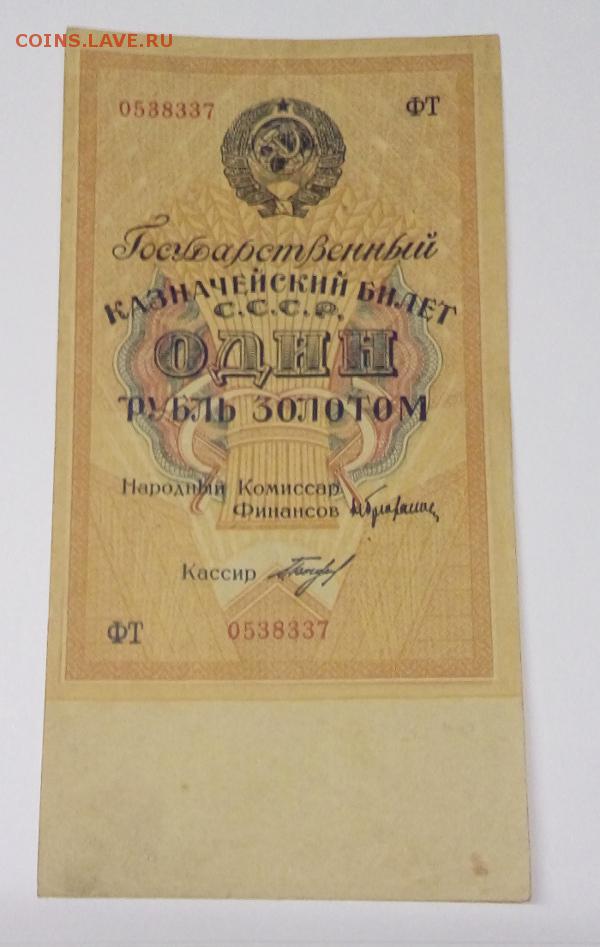 COINS.LAVE.RU
0538337 ФТ
Государственный
КАЗНАЧЕЙСКИЙ БИЛЕТ
С.С.С.Р.
ОДИН
РУБЛЬ ЗОЛОТОМ
Народный Комиссар
Финансов
Кассир
ФТ 0538337